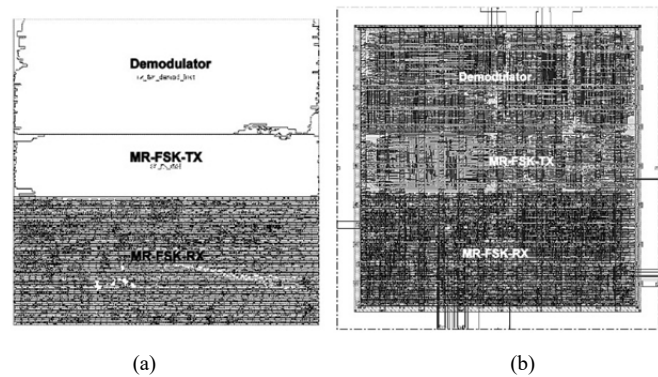 Demodulator
MR-FSK-TX
MR-FSK-RX
Demodulator
MR-FSK-TX
MR-FSK-RX
(a)
(b)